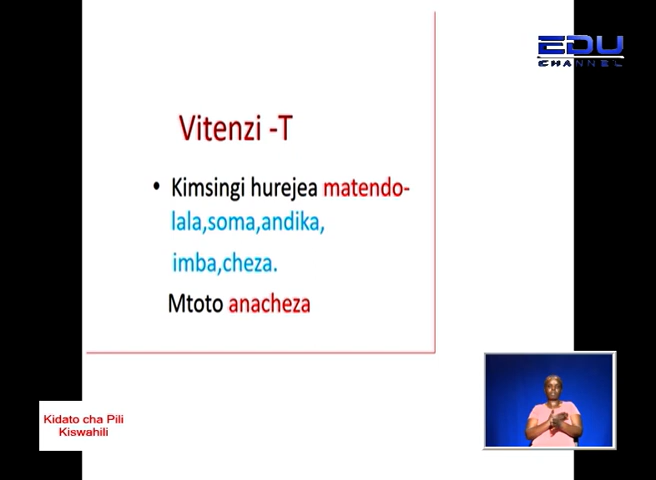 EDU
CHANNEL
Vitenzi -T
• Kimsingi hurejea matendo-
lala,soma,andika,
imba,cheza.
Mtoto anacheza
Kidato cha Pili
Kiswahili